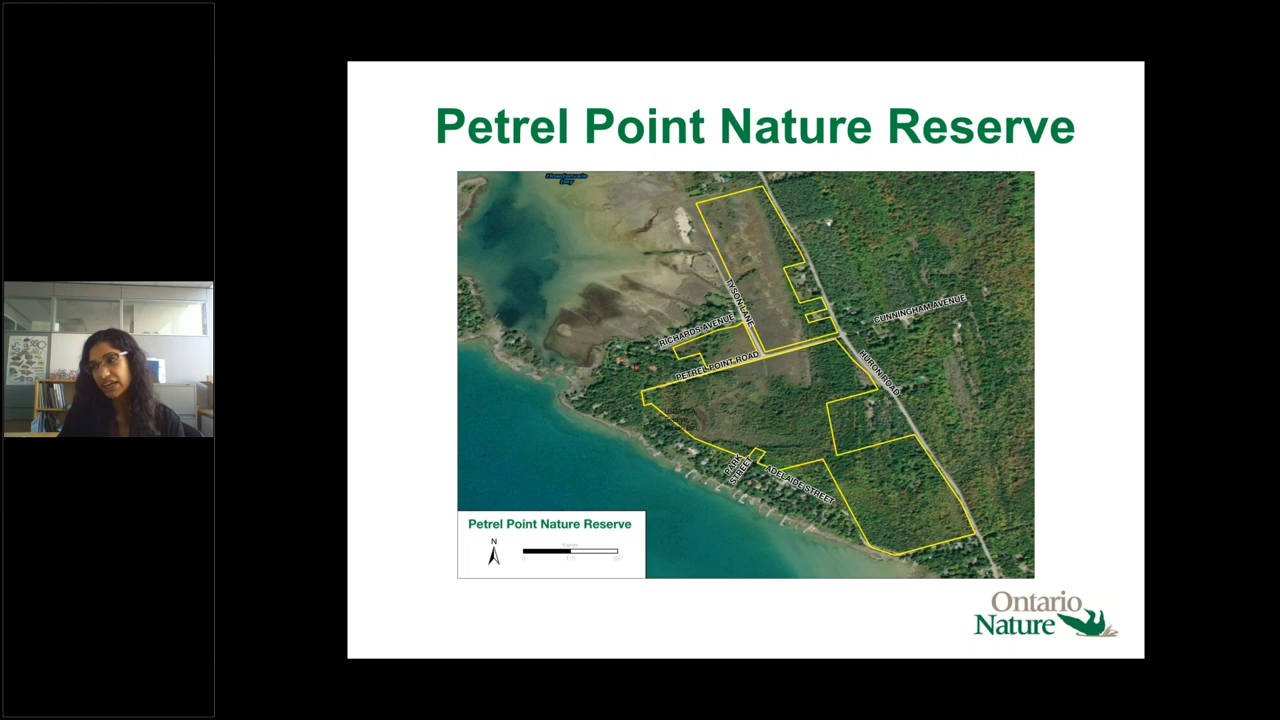 Petrel Point Nature Reserve
TYSON LANE
RICHARDS AVENUE
CUNNINGHAM AVENUE
PETREL POINT ROAD
HURON ROAD
PARK
STREET
ADELAIDE STREET
Petrel Point Nature Reserve
N
Ontario
Nature